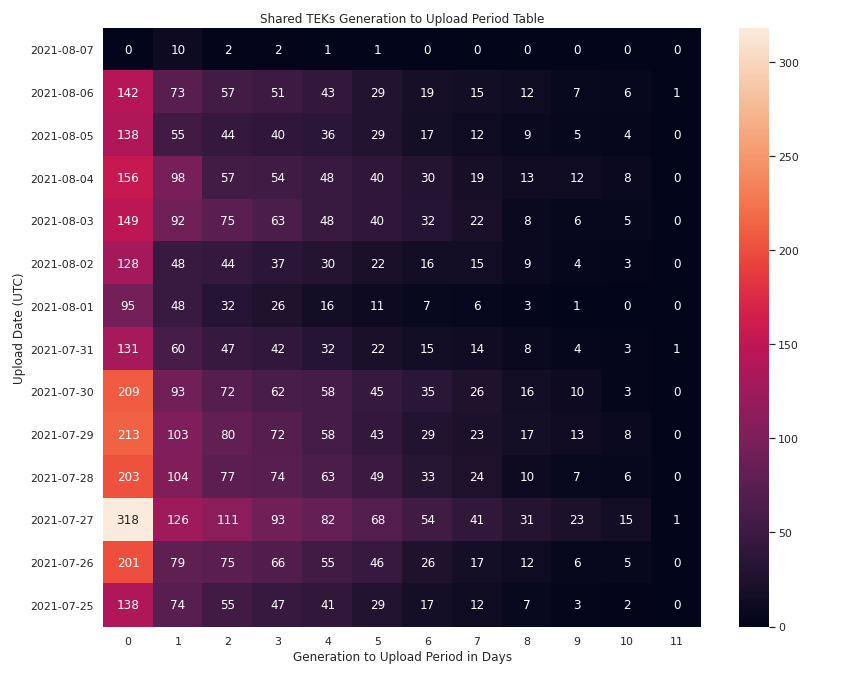 Shared TEKs Generation to Upload Period Table
Upload Date (UTC)
2021-08-07 0 10 2 2 1 1 0 0 0 0 0 0
2021-08-06 142 73 57 51 43 29 19 15 12 7 6 1
2021-08-05 138 55 44 40 36 29 17 12 9 5 4 0
2021-08-04 156 98 57 54 48 40 30 19 13 12 8 0
2021-08-03 149 92 75 63 48 40 32 22 8 6 5 0
2021-08-02 128 48 44 37 30 22 16 15 9 4 3 0
2021-08-01 95 48 32 26 16 11 7 6 3 1 0 0
2021-07-31 131 60 47 42 32 22 15 14 8 4 3 1
2021-07-30 209 93 72 62 58 45 35 26 16 10 3 0
2021-07-29 213 103 80 72 58 43 29 23 17 13 8 0
2021-07-28 203 104 77 74 63 49 33 24 10 7 6 0
2021-07-27 318 126 111 93 82 68 54 41 31 23 15 1
2021-07-26 201 79 75 66 55 46 26 17 12 6 5 0
2021-07-25 138 74 55 47 41 29 17 12 7 3 2 0
0 1 2 3 4 5 6 7 8 9 10 11
Generation to Upload Period in Days
300
250
200
150
100
50
0